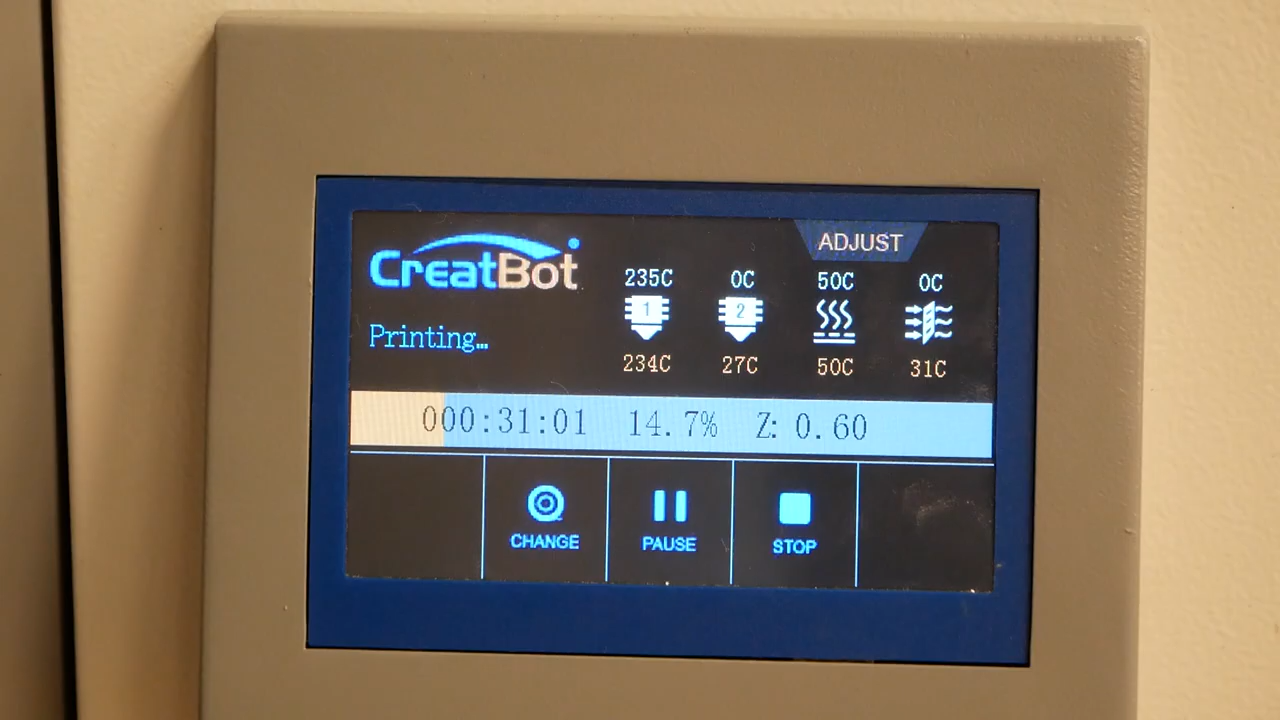 ADJUST
CreatBot
235C 0C 50C 0C
1 2
Printing…
234C 27C 50C 31C
000:31:01 14.7% Z: 0.60
CHANGE PAUSE STOP